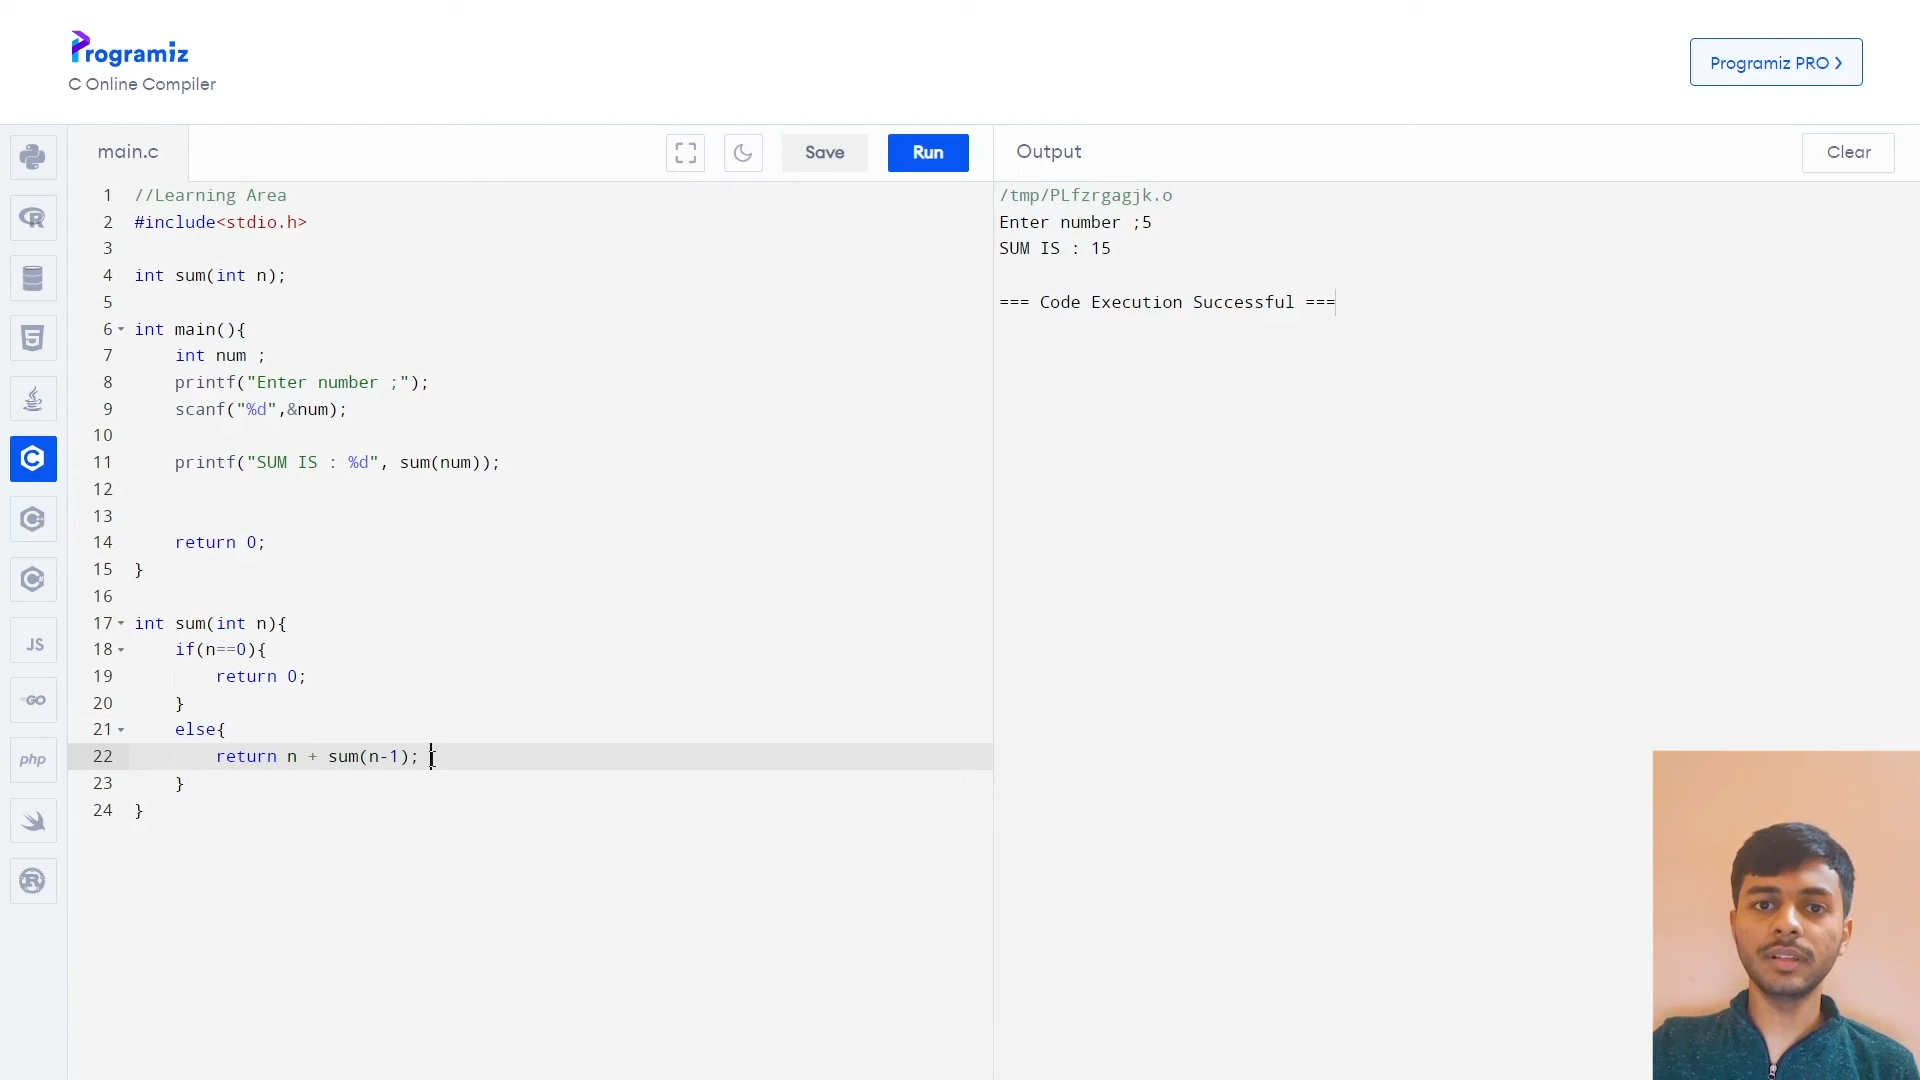 Programiz
C Online Compiler
Programiz PRO ❯
main.c
Save
Run
Output
Clear
1 //Learning Area
2 #include<stdio.h>
3
4 int sum(int n);
5
6 int main(){
7     int num ;
8     printf("Enter number ;");
9     scanf("%d",&num);
10
11     printf("SUM IS : %d", sum(num));
12
13
14     return 0;
15 }
16
17 int sum(int n){
18     if(n==0){
19         return 0;
20     }
21     else{
22         return n + sum(n-1);
23     }
24 }
/tmp/PLfzrgagjk.o
Enter number ;5
SUM IS : 15
=== Code Execution Successful ===
R
5
C
C
C
JS
GO
php
R